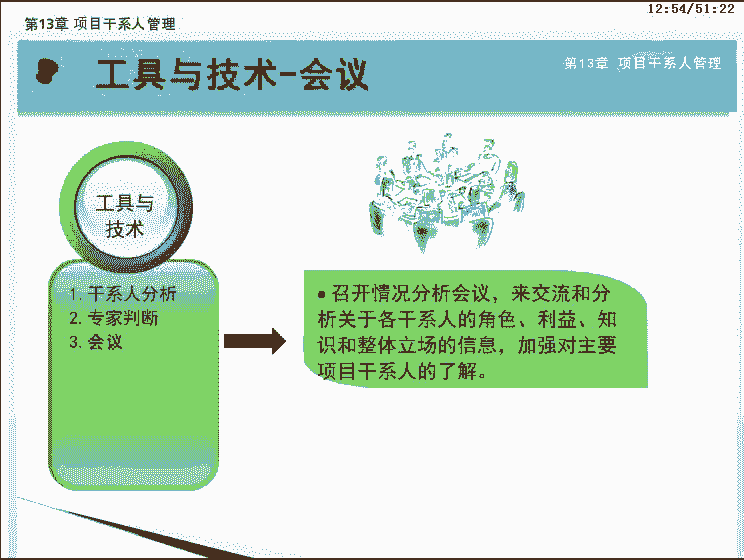 12:54/51:22
第13章 项目干系人管理
工具与技术-会议
第13章 项目干系人管理
工具与
技术
1. 干系人分析
2. 专家判断
3. 会议
● 召开情况分析会议，来交流和分
析关于各干系人的角色、利益、知
识和整体立场的信息，加强对主要
项目干系人的了解。